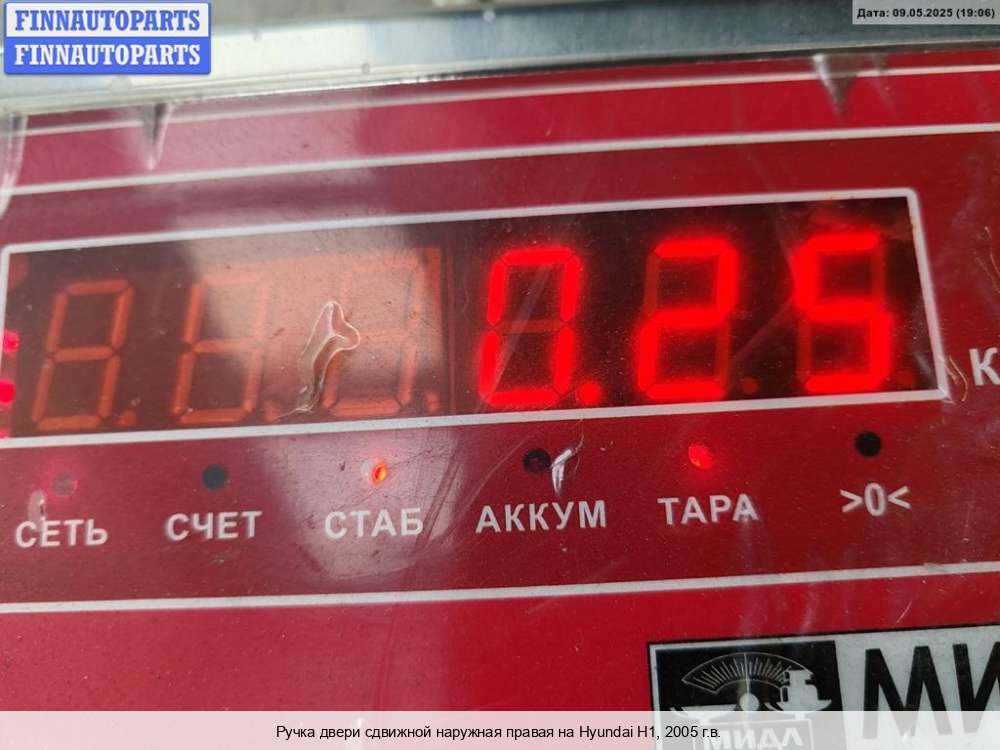 FINNAUTOPARTS
FINNAUTOPARTS
Дата: 09.05.2025 (19:06)
0.25
К
СЕТЬ СЧЕТ СТАБ АККУМ ТАРА >0<
МИ
МИДЛ
Ручка двери сдвижной наружная правая на Hyundai H1, 2005 г.в.